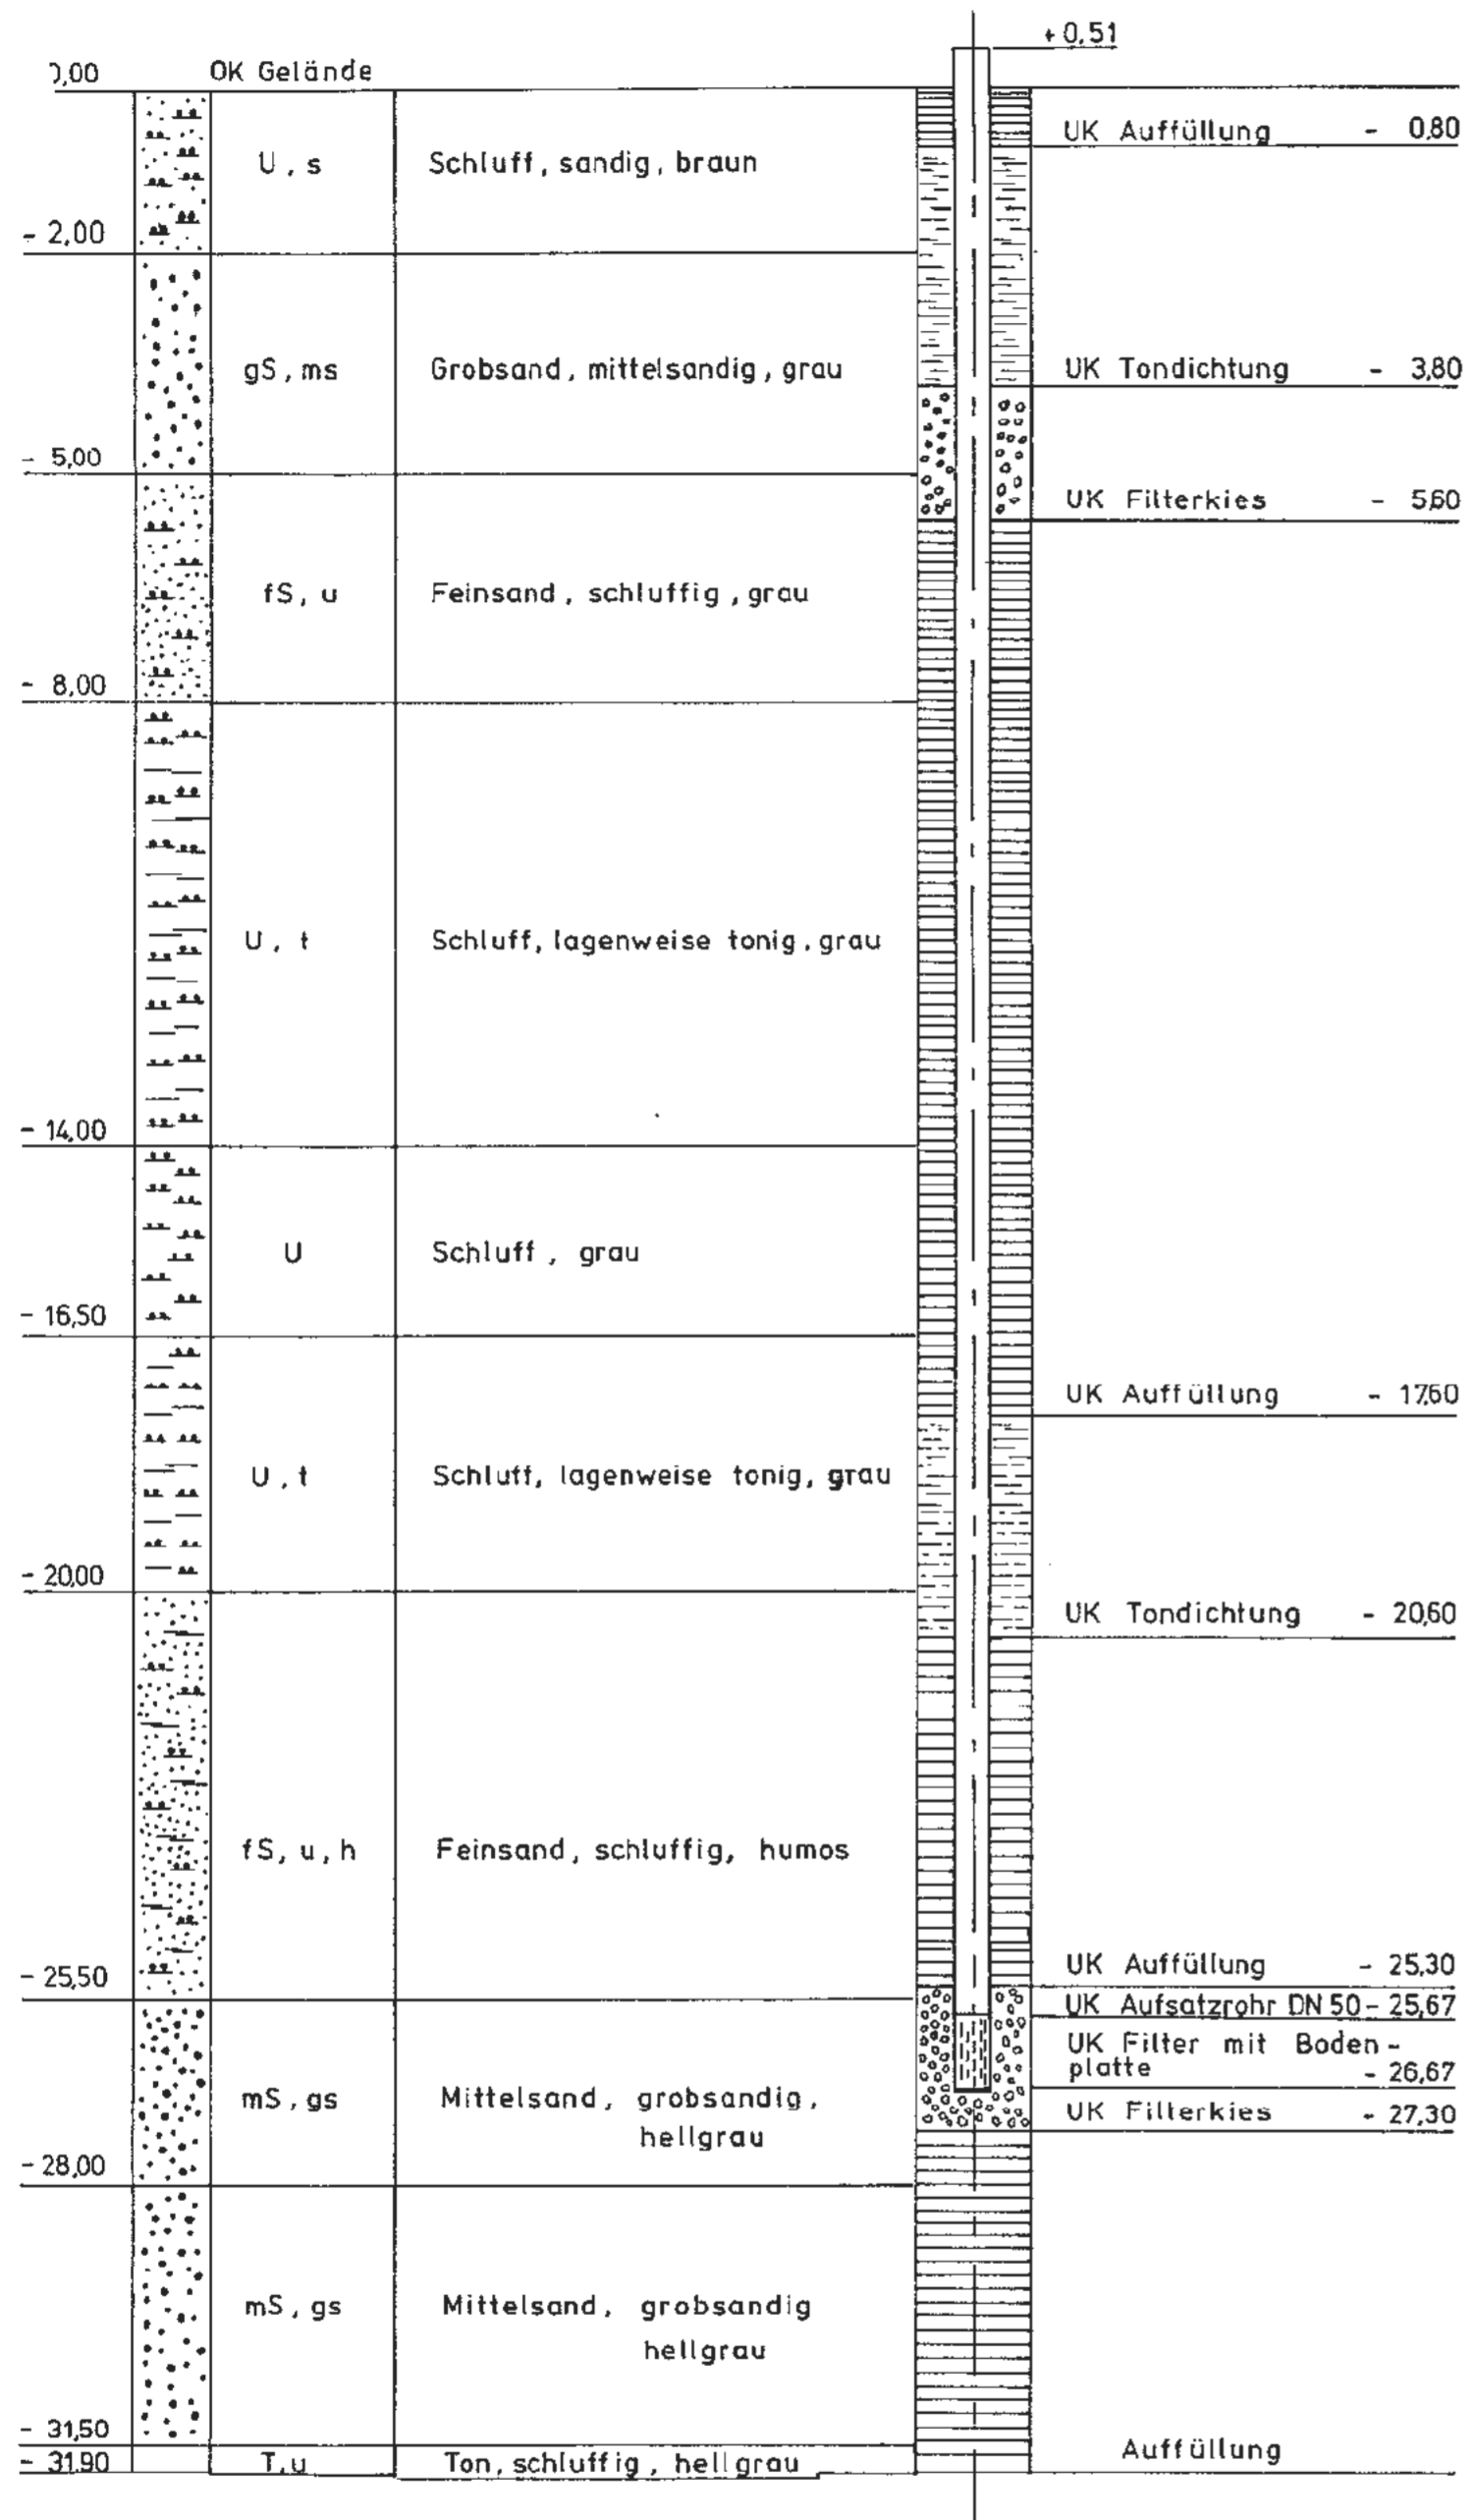 + 0,51
0,00 OK Gelände
UK Auffüllung - 0,80
U, s Schluff, sandig, braun
- 2,00
gS, ms Grobsand, mittelsandig, grau UK Tondichtung - 3,80
- 5,00
UK Filterkies - 5,60
fS, u Feinsand, schluffig, grau
- 8,00
U, t Schluff, lagenweise tonig, grau
- 14,00
U Schluff, grau
- 16,50
UK Auffüllung - 17,60
U, t Schluff, lagenweise tonig, grau
- 20,00
UK Tondichtung - 20,60
fS, u, h Feinsand, schluffig, humos
UK Auffüllung - 25,30
- 25,50
UK Aufsatzrohr DN 50 - 25,67
UK Filter mit Boden-
platte - 26,67
mS, gs Mittelsand, grobsandig,
UK Filterkies - 27,30
hellgrau
- 28,00
mS, gs Mittelsand, grobsandig
hellgrau
- 31,50
Auffüllung
- 31,90 T, u Ton, schluffig, hellgrau